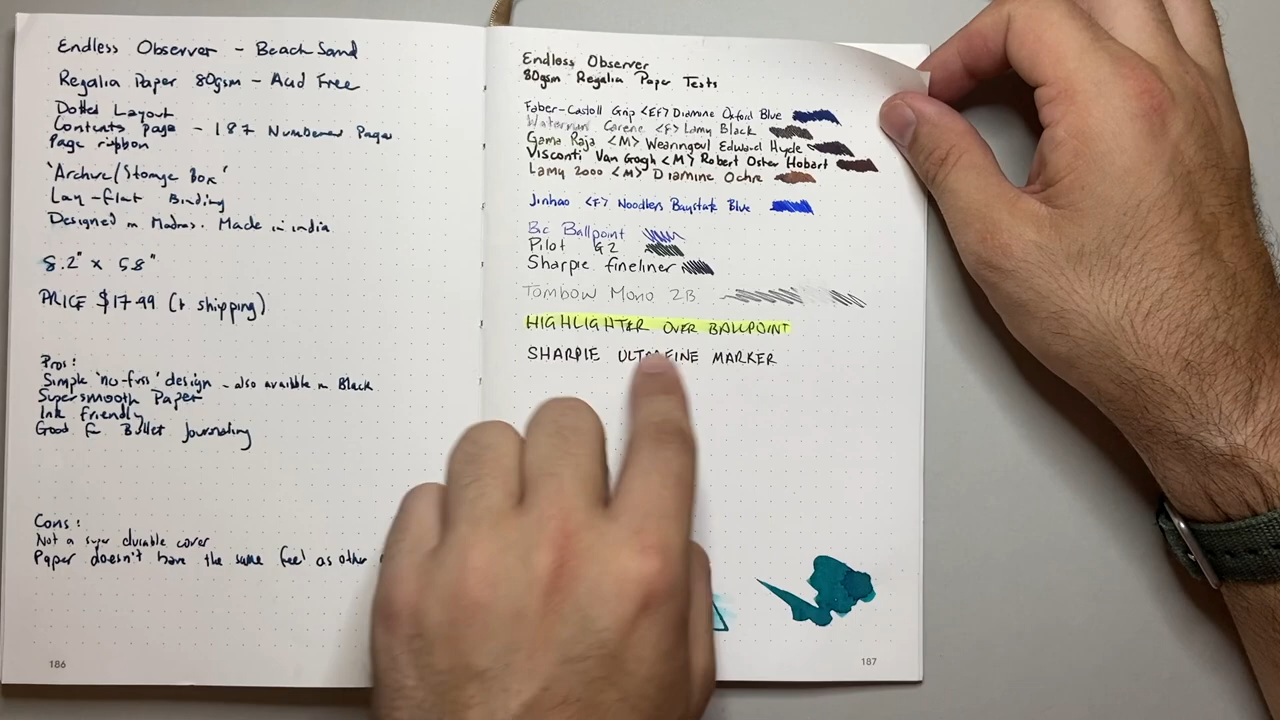 Endless Observer - Beach Sand
Regalia Paper 80gsm - Acid Free
Dotted Layout
Contents page - 187 Numbered Pages
Page ribbon
'Archive/Storage Box'
Lay-flat Binding
Designed in Madras. Made in india
8.2" x 5.8"
PRICE $17.99 (+ shipping)
Pros:
Simple 'no-fuss' design - also available in Black
Supersmooth Paper
Ink friendly
Good for Bullet Journaling
Cons:
Not a super durable cover
Paper doesn't have the same feel as other
186
Endless Observer
80gsm Regalia Paper Tests
Faber-Castell Grip <EF> Diamine Oxford Blue
Waterman Carene <F> Lamy Black
Gama Raja <M> Wearingeul Edward Hyde
Visconti Van Gogh <M> Robert Oster Hobart
Lamy 2000 <M> Diamine Ochre
Jinhao <F> Noodlers Baystate Blue
Bic Ballpoint
Pilot G2
Sharpie fineliner
Tombow Mono 2B
HIGHLIGHTER OVER BALLPOINT
SHARPIE ULTRAFINE MARKER
187